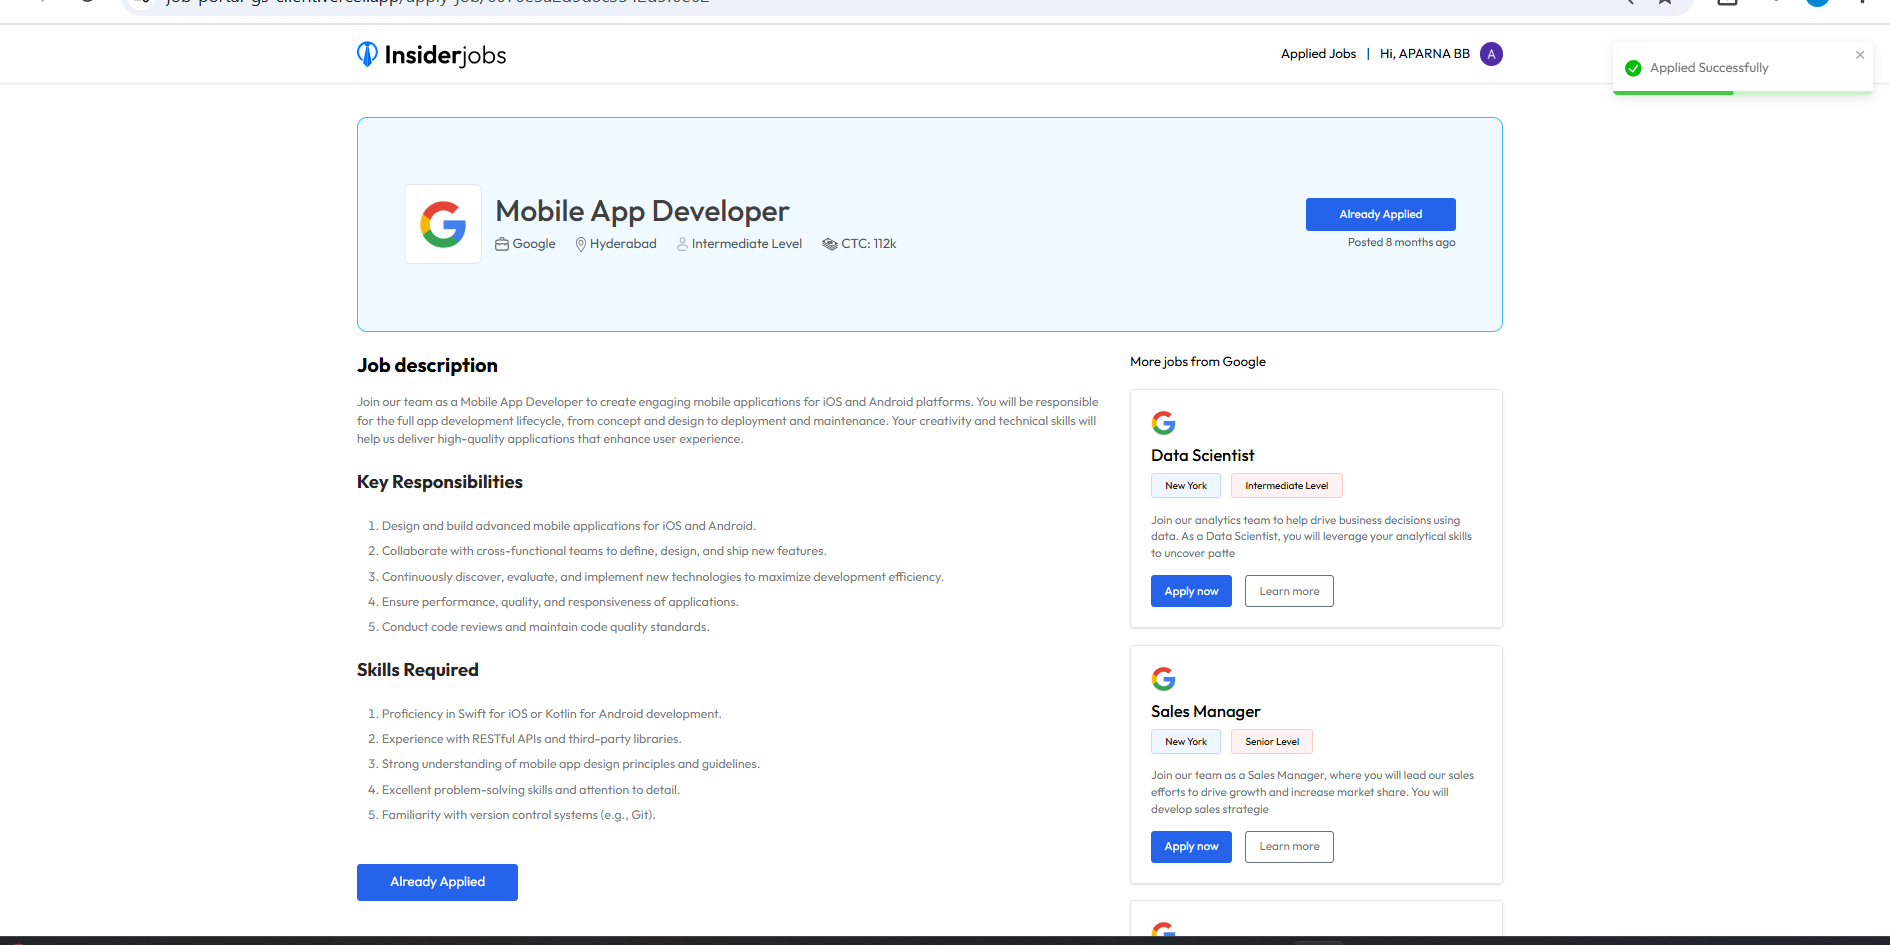 Insiderjobs
Applied Jobs | Hi, APARNA BB A
Applied Successfully
Mobile App Developer
Google Hyderabad Intermediate Level CTC: 112k
Already Applied
Posted 8 months ago
Job description
Join our team as a Mobile App Developer to create engaging mobile applications for iOS and Android platforms. You will be responsible
for the full app development lifecycle, from concept and design to deployment and maintenance. Your creativity and technical skills will
help us deliver high-quality applications that enhance user experience.
Key Responsibilities
1. Design and build advanced mobile applications for iOS and Android.
2. Collaborate with cross-functional teams to define, design, and ship new features.
3. Continuously discover, evaluate, and implement new technologies to maximize development efficiency.
4. Ensure performance, quality, and responsiveness of applications.
5. Conduct code reviews and maintain code quality standards.
Skills Required
1. Proficiency in Swift for iOS or Kotlin for Android development.
2. Experience with RESTful APIs and third-party libraries.
3. Strong understanding of mobile app design principles and guidelines.
4. Excellent problem-solving skills and attention to detail.
5. Familiarity with version control systems (e.g., Git).
Already Applied
More jobs from Google
Data Scientist
New York Intermediate Level
Join our analytics team to help drive business decisions using
data. As a Data Scientist, you will leverage your analytical skills
to uncover patte
Apply now Learn more
Sales Manager
New York Senior Level
Join our team as a Sales Manager, where you will lead our sales
efforts to drive growth and increase market share. You will
develop sales strategie
Apply now Learn more